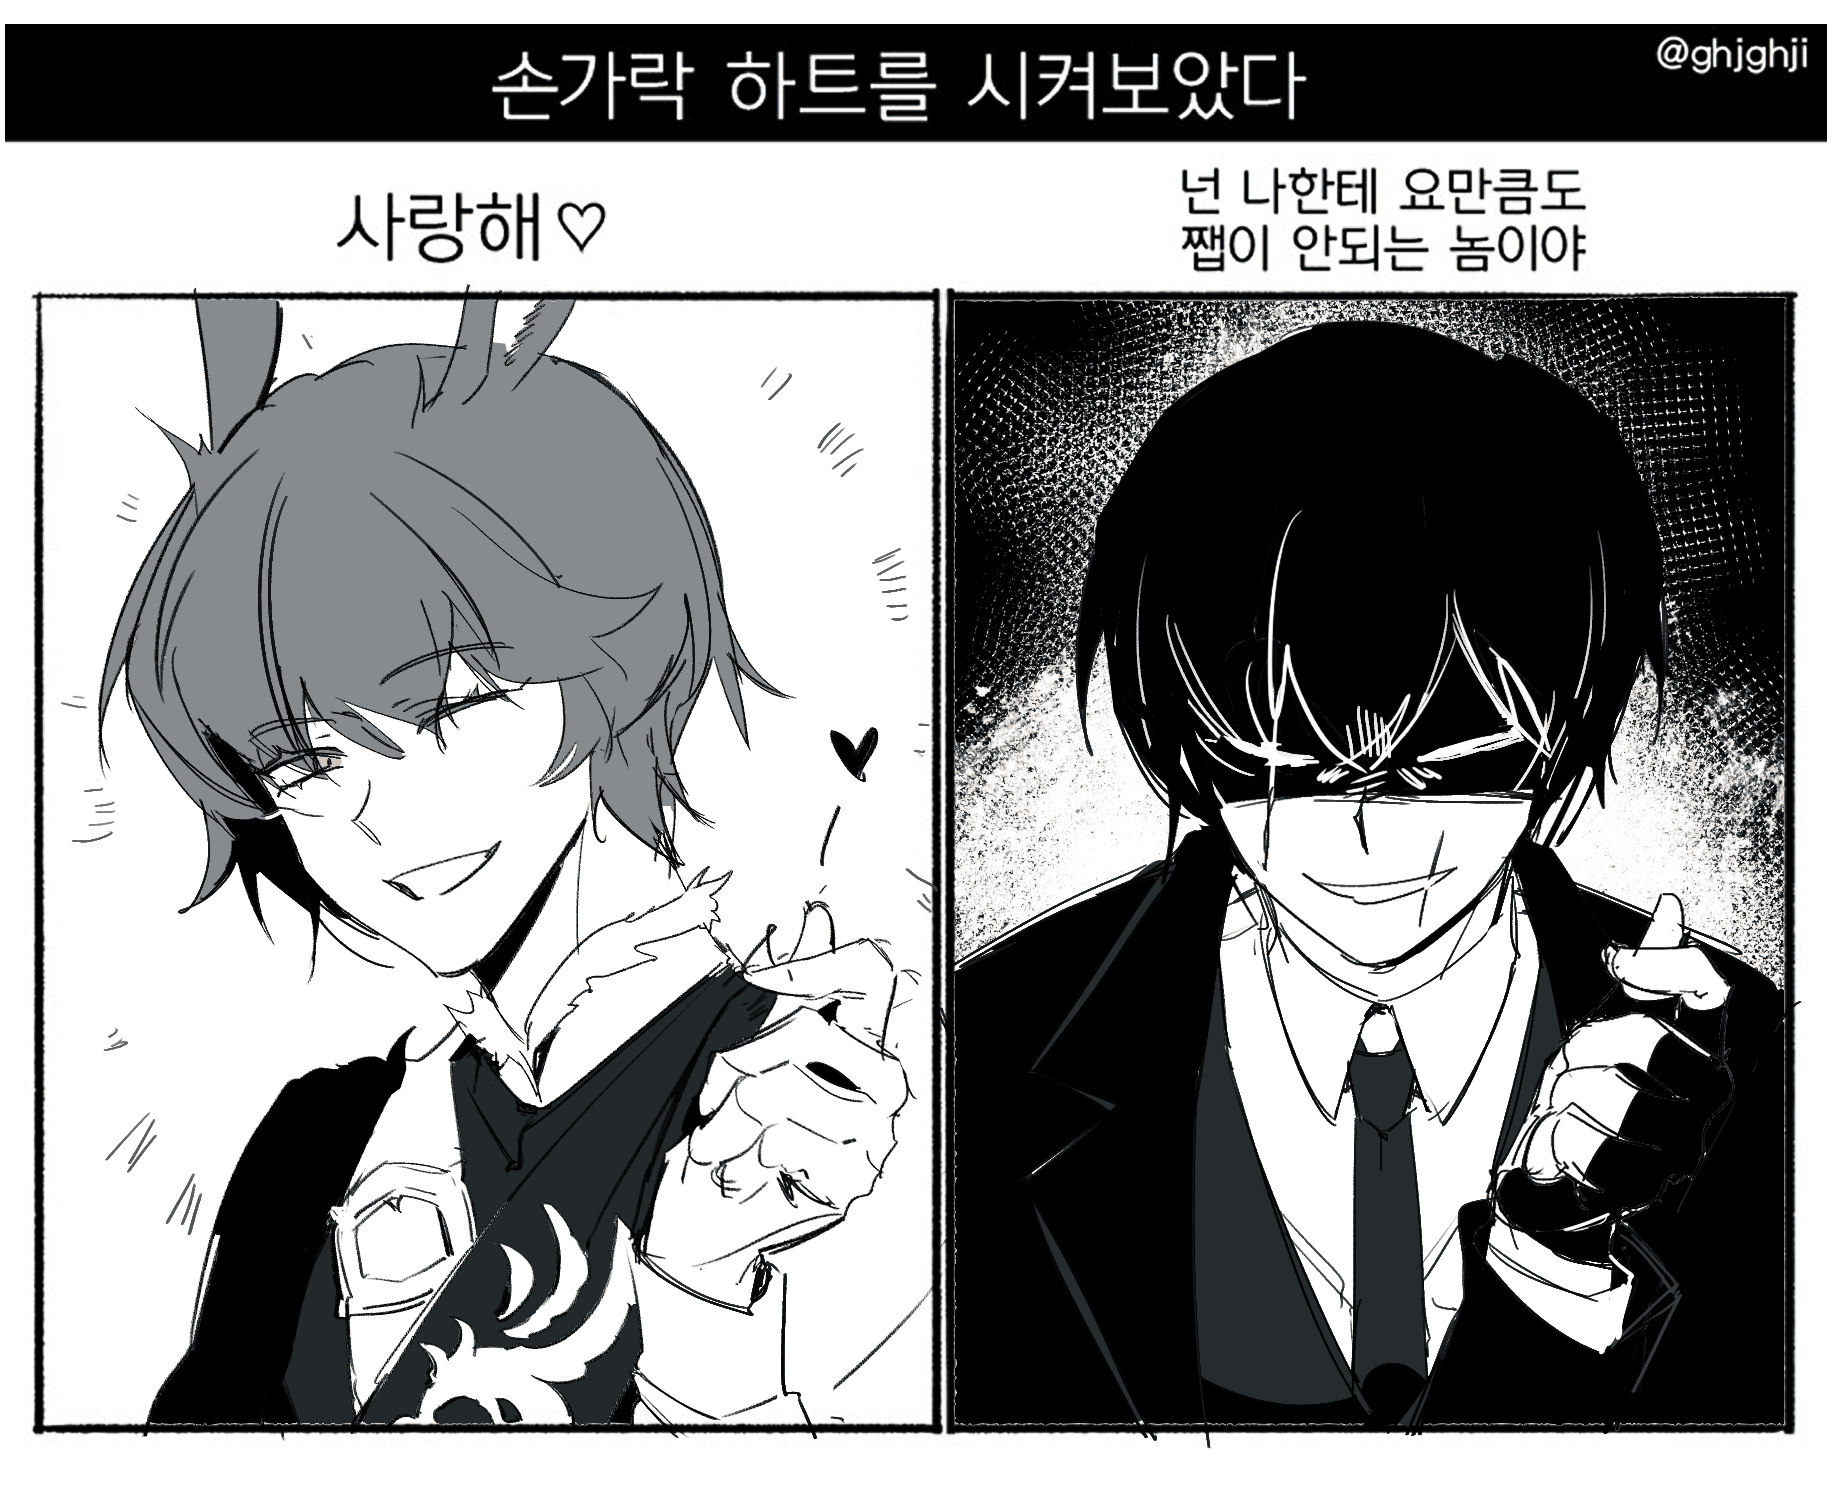 손가락 하트를 시켜보았다
@ghjghji
사랑해♡
넌 나한테 요만큼도
쨉이 안되는 놈이야